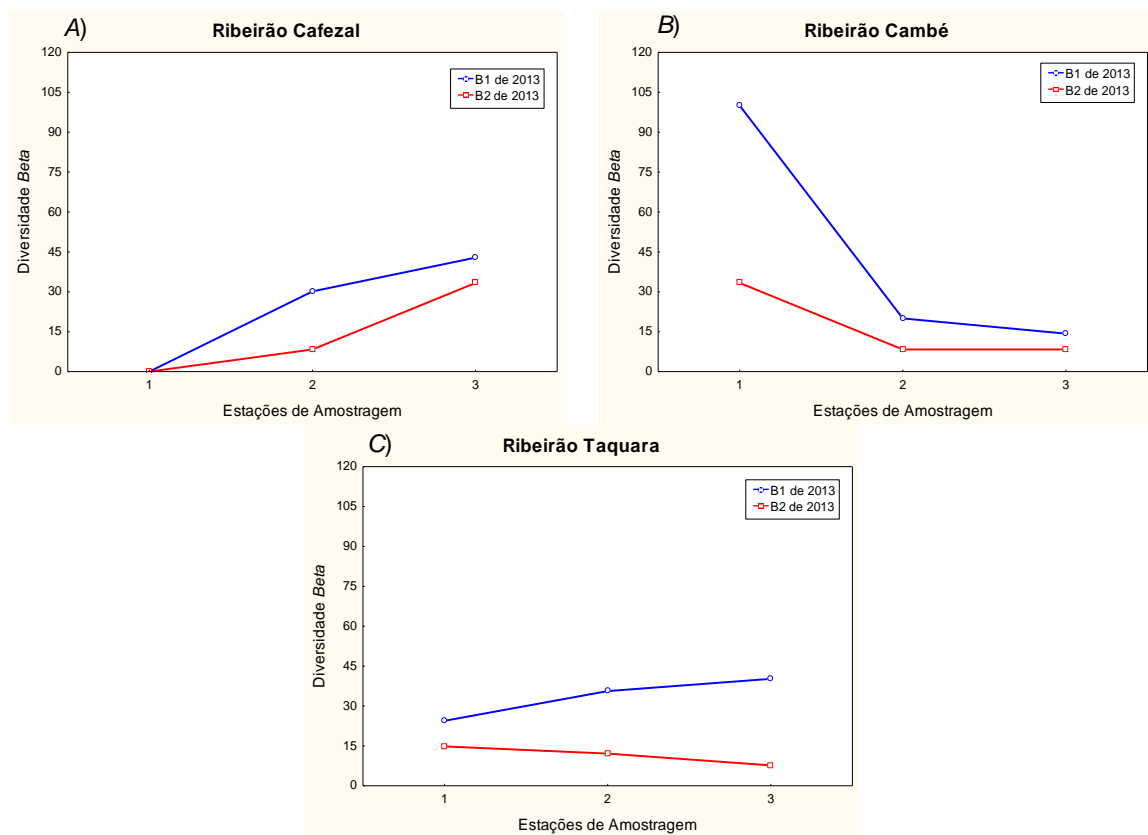 A)
Ribeirão Cafezal
B1 de 2013
B2 de 2013
120
105
90
75
60
45
30
15
0
Diversidade Beta
1 2 3
Estações de Amostragem
B)
Ribeirão Cambé
B1 de 2013
B2 de 2013
120
105
90
75
60
45
30
15
0
Diversidade Beta
1 2 3
Estações de Amostragem
C)
Ribeirão Taquara
B1 de 2013
B2 de 2013
120
105
90
75
60
45
30
15
0
Diversidade Beta
1 2 3
Estações de Amostragem